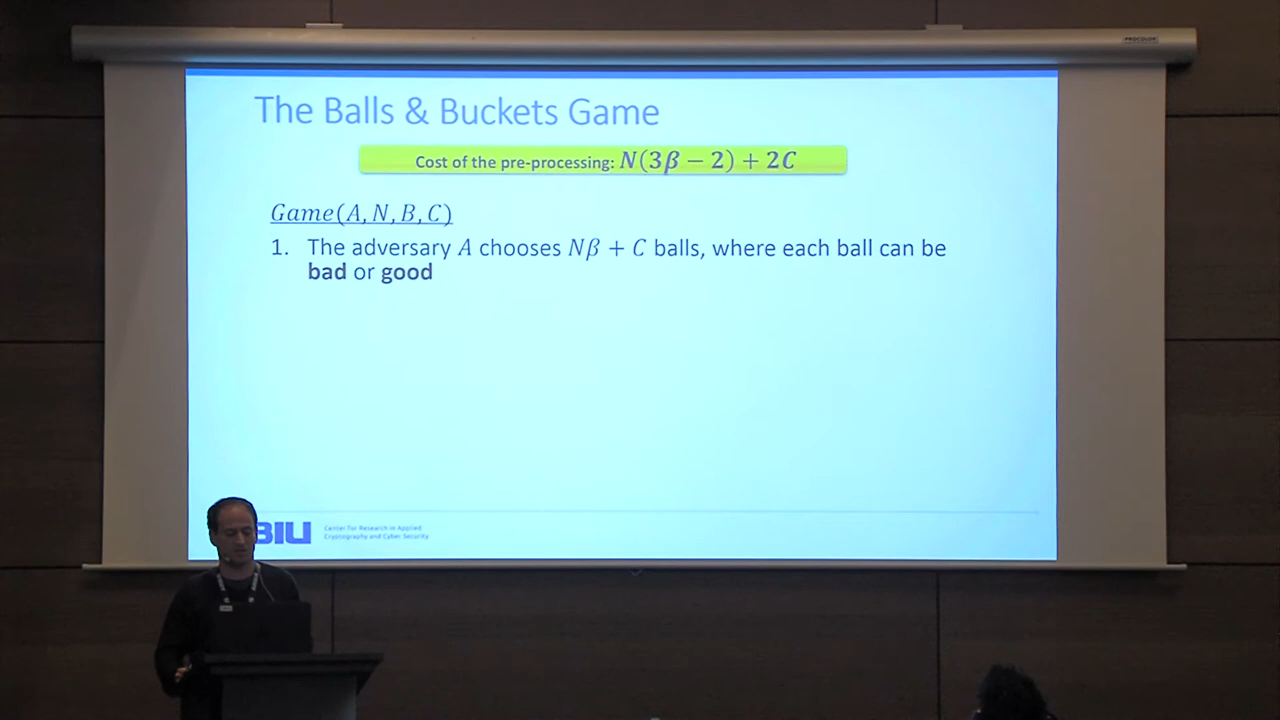 PROCOLOR
The Balls & Buckets Game
Cost of the pre-processing: N(3β − 2) + 2C
Game(A, N, B, C)
1. The adversary A chooses Nβ + C balls, where each ball can be
bad or good
BIU
Center for Research in Applied
Cryptography and Cyber Security